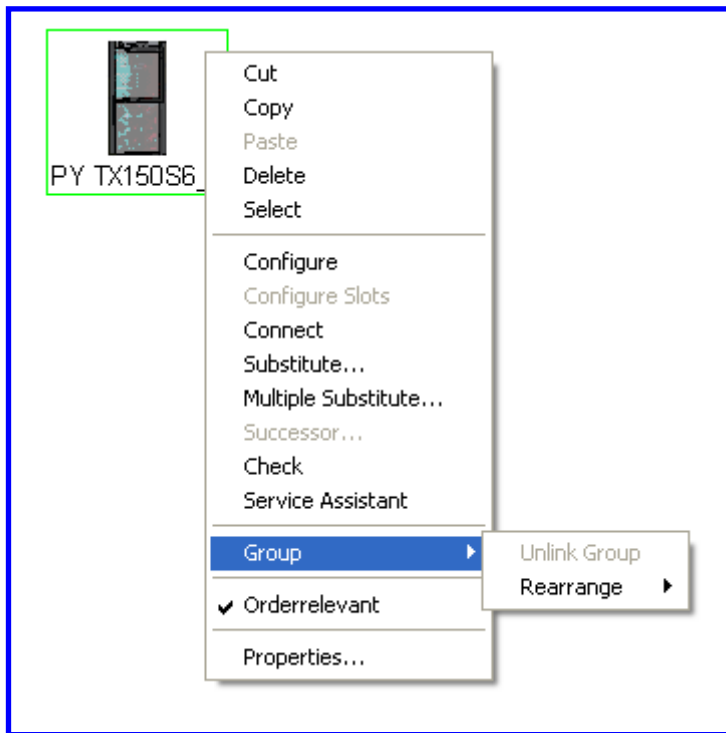 PY TX150S6_
Cut
Copy
Paste
Delete
Select
Configure
Configure Slots
Connect
Substitute...
Multiple Substitute...
Successor...
Check
Service Assistant
Group
Unlink Group
Rearrange
Orderrelevant
Properties...